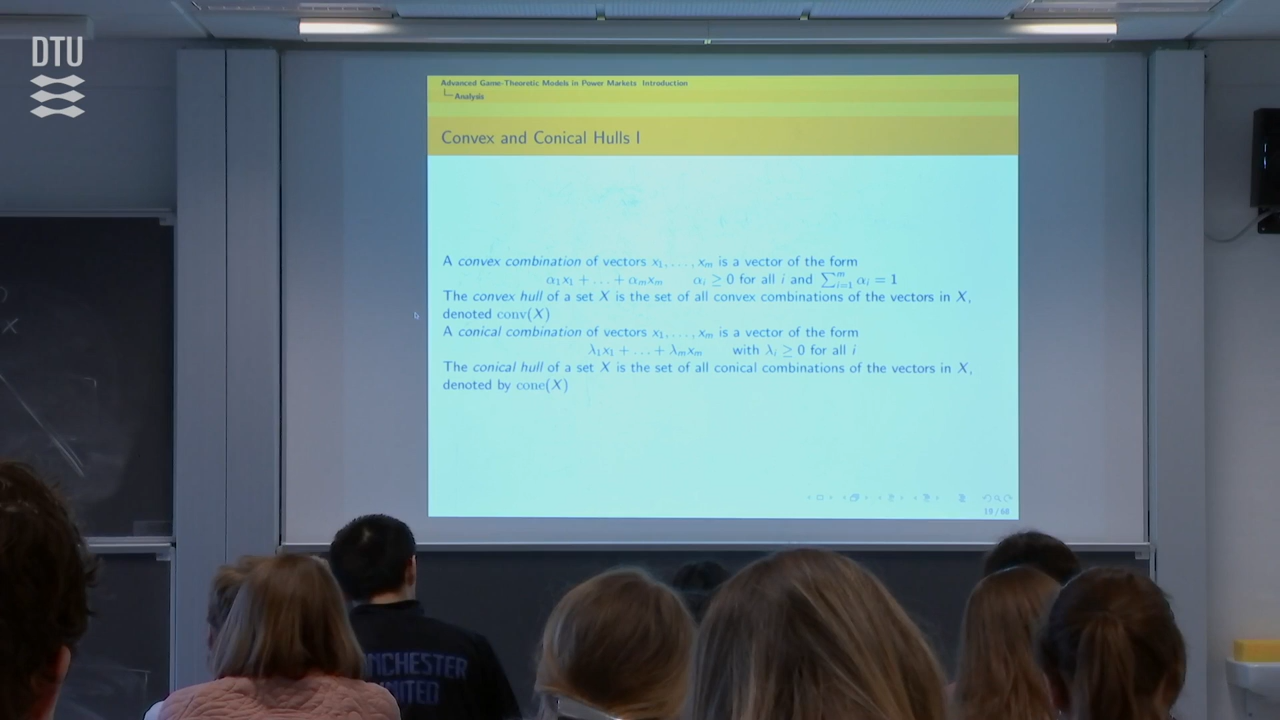 DTU
Advanced Game-Theoretic Models in Power Markets Introduction
Analysis
Convex and Conical Hulls I
A convex combination of vectors x₁, . . . , xₘ is a vector of the form
α₁x₁ + . . . + αₘxₘ αᵢ ≥ 0 for all i and ∑ᵢ₌₁ᵐ αᵢ = 1
The convex hull of a set X is the set of all convex combinations of the vectors in X,
denoted conv(X)
A conical combination of vectors x₁, . . . , xₘ is a vector of the form
λ₁x₁ + . . . + λₘxₘ with λᵢ ≥ 0 for all i
The conical hull of a set X is the set of all conical combinations of the vectors in X,
denoted by cone(X)
19 / 60
X
NCHESTER
UNITED